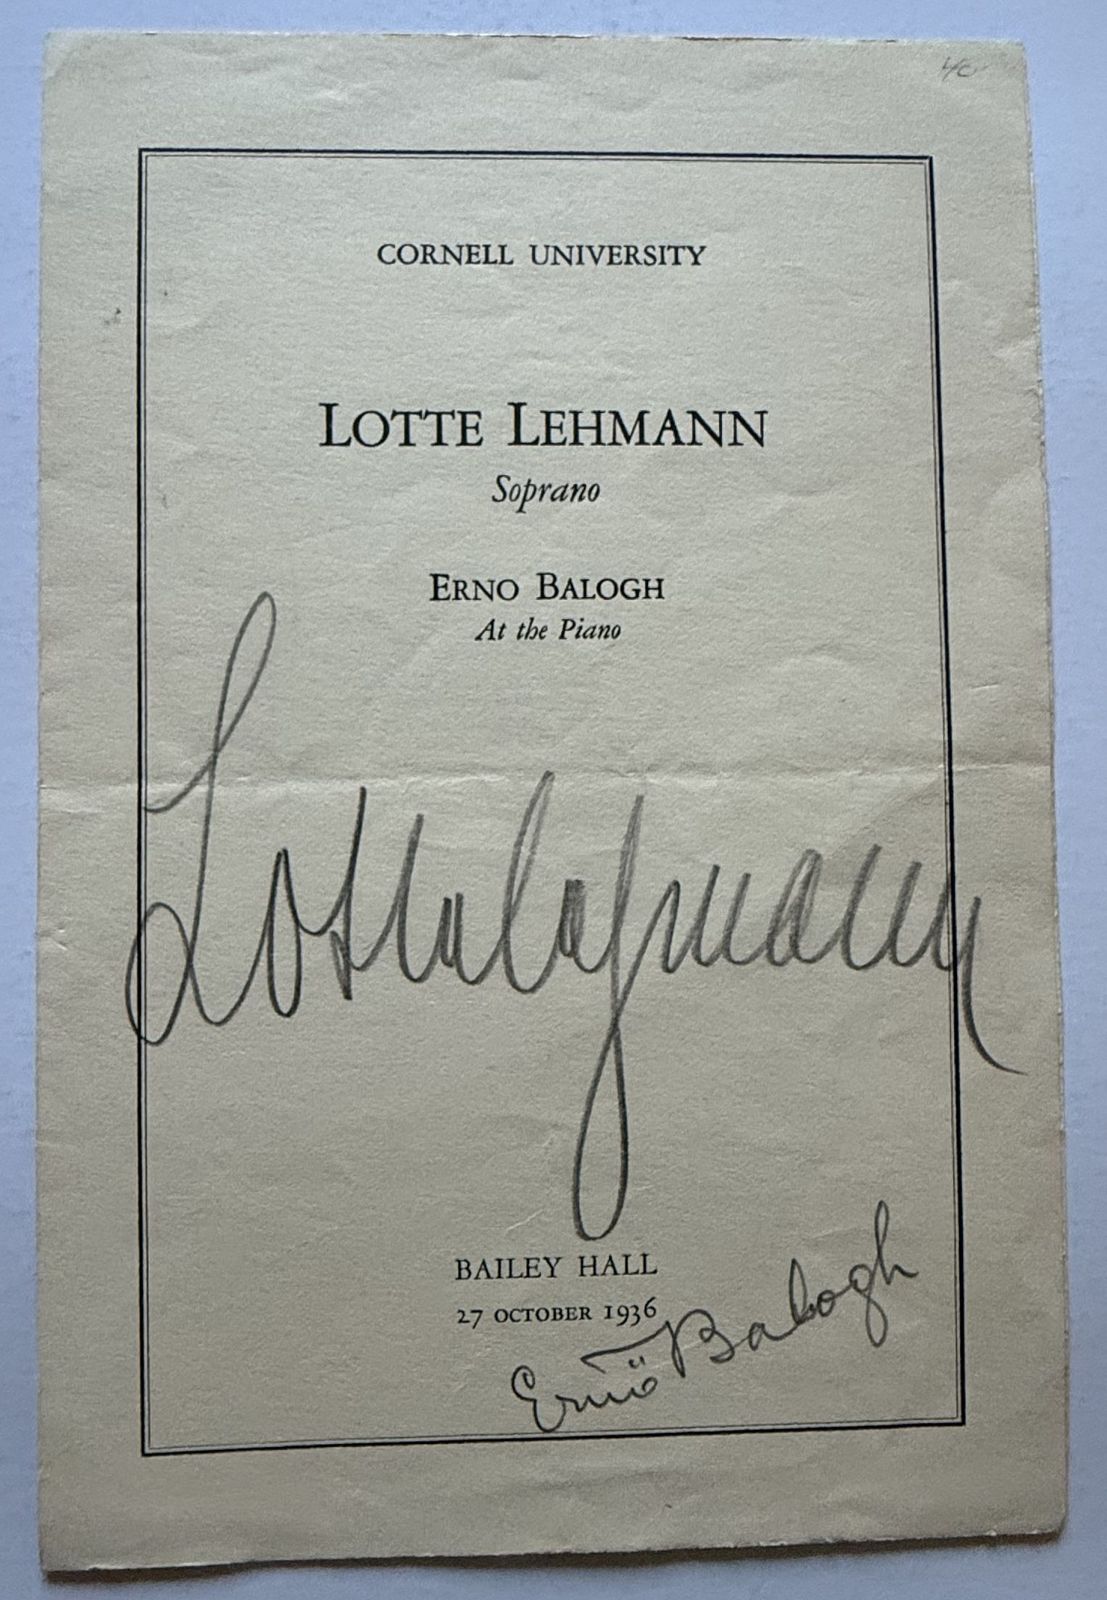 CORNELL UNIVERSITY
LOTTE LEHMANN
Soprano
ERNO BALOGH
At the Piano
Lotte Lehmann
BAILEY HALL
27 OCTOBER 1936
Ernö Balogh